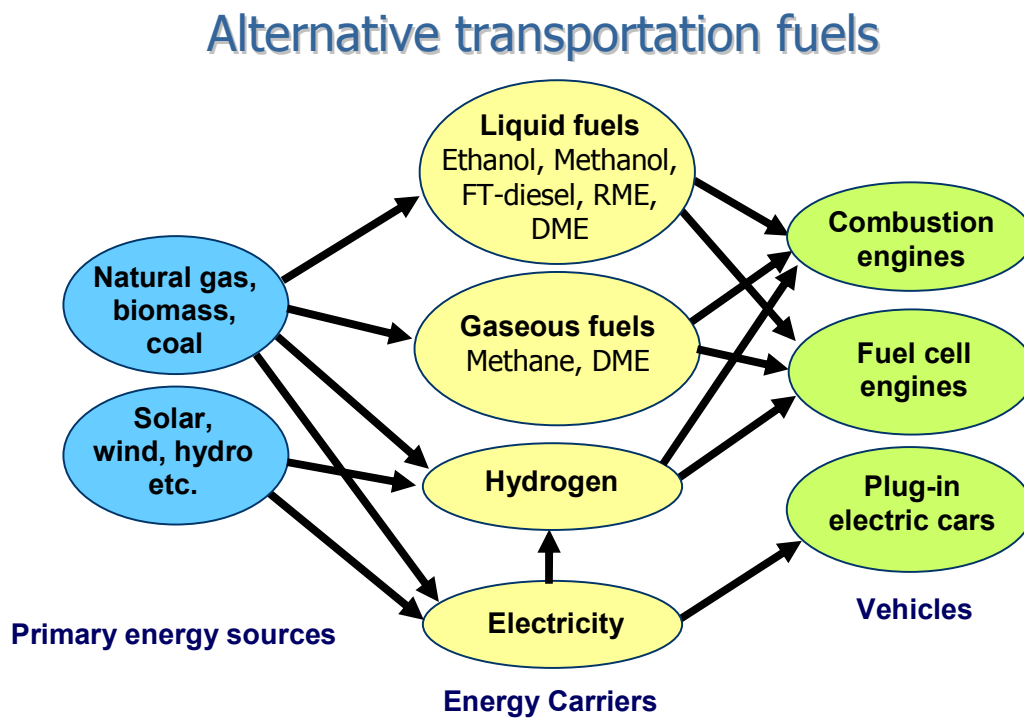 Alternative transportation fuels
Natural gas,
biomass,
coal
Solar,
wind, hydro
etc.
Primary energy sources
Liquid fuels
Ethanol, Methanol,
FT-diesel, RME,
DME
Gaseous fuels
Methane, DME
Hydrogen
Electricity
Energy Carriers
Combustion
engines
Fuel cell
engines
Plug-in
electric cars
Vehicles